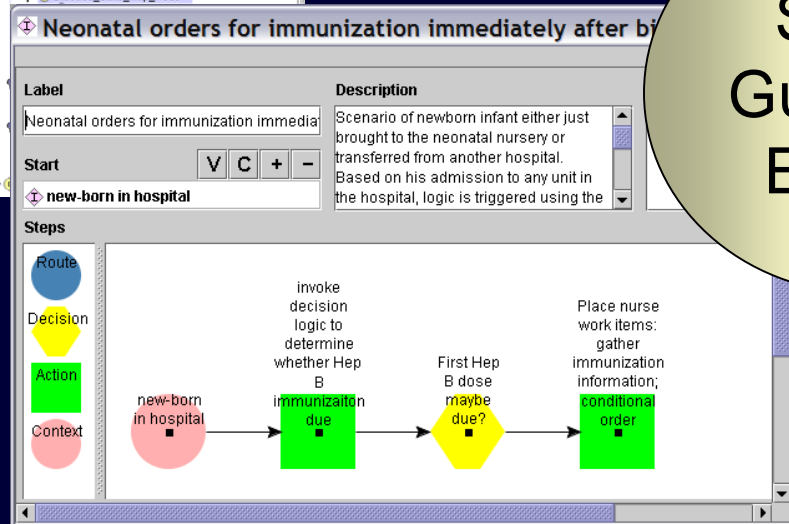 Neonatal orders for immunization immediately after bi
S
Gu
E
Label
Description
Neonatal orders for immunization immediat
Scenario of newborn infant either just
brought to the neonatal nursery or
transferred from another hospital.
Based on his admission to any unit in
the hospital, logic is triggered using the
Start
V C + -
new-born in hospital
Steps
Route
Decision
Action
Context
new-born
in hospital
invoke
decision
logic to
determine
whether Hep
B
immunizaiton
due
First Hep
B dose
maybe
due?
Place nurse
work items:
gather
immunization
information;
conditional
order